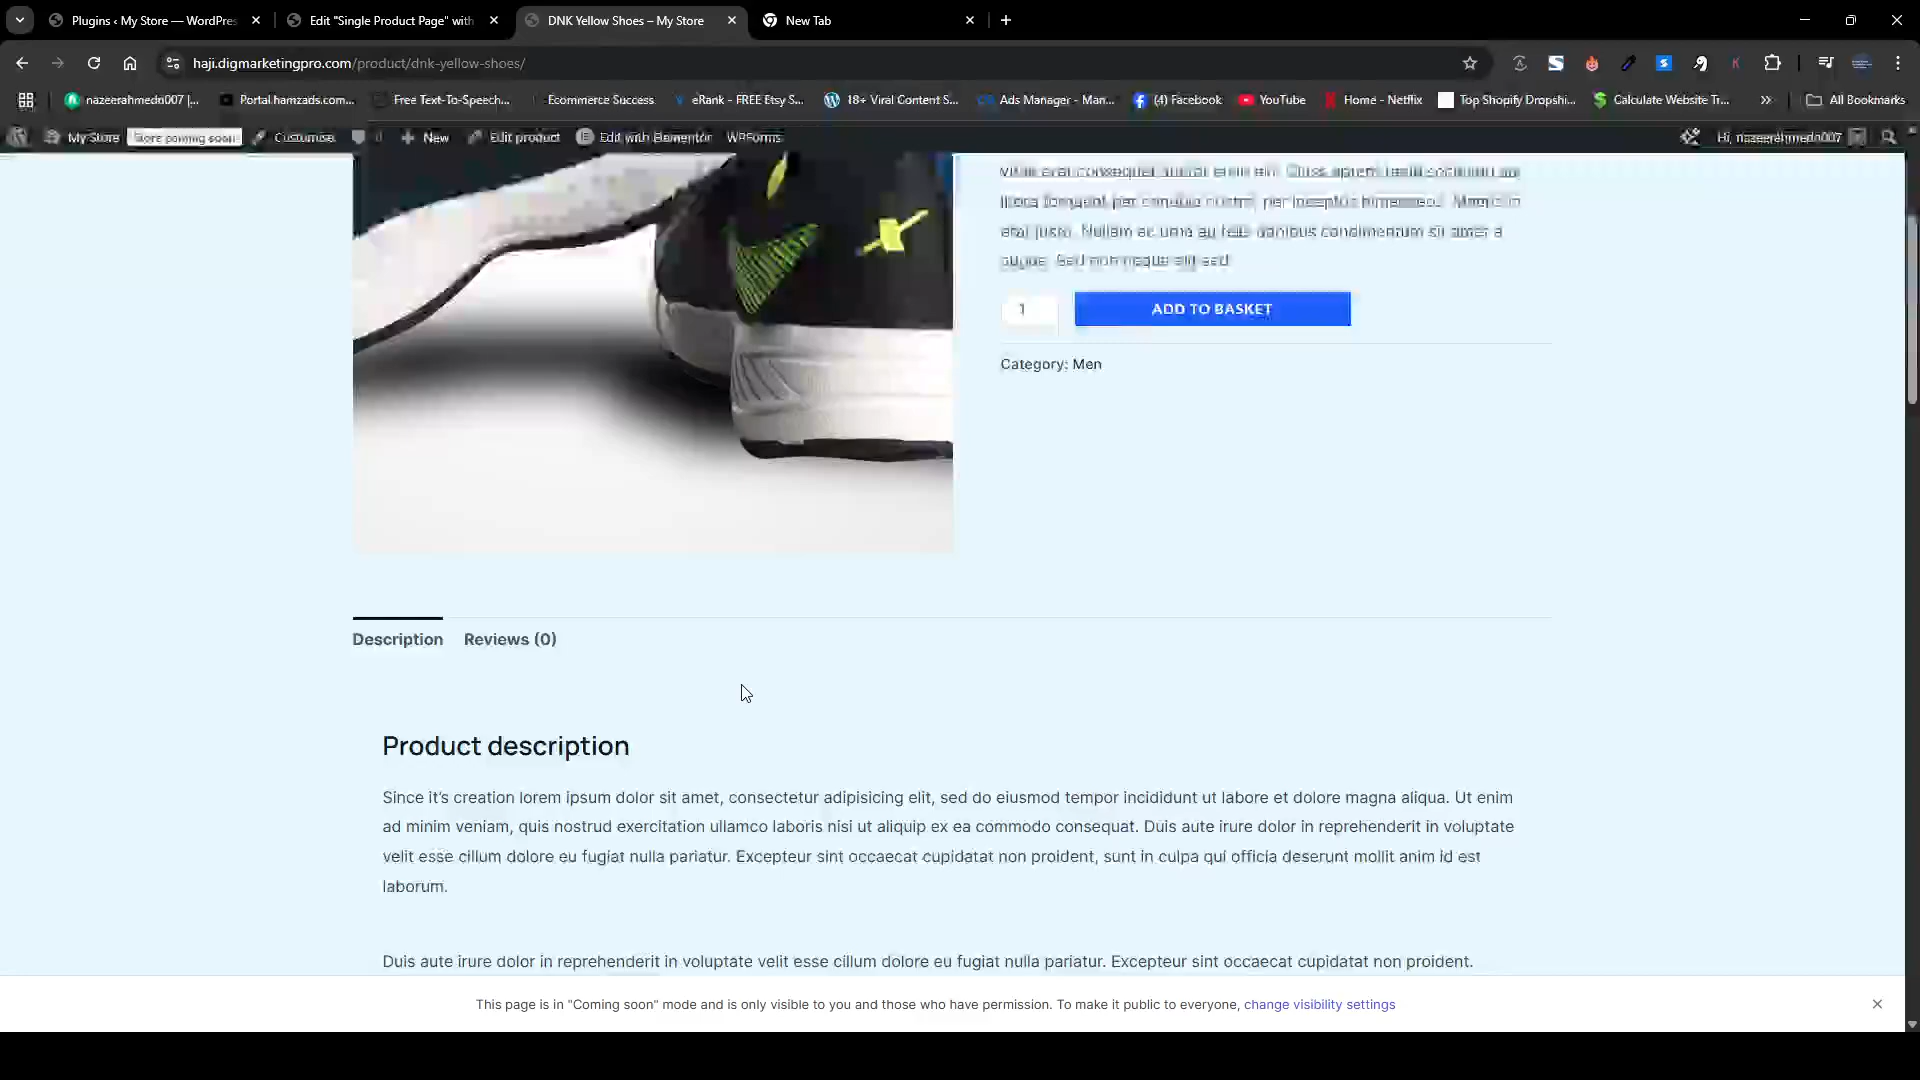 Plugins ‹ My Store — WordPres
Edit "Single Product Page" with
DNK Yellow Shoes – My Store
New Tab
haji.digmarketingpro.com/product/dnk-yellow-shoes/
nazeerahmedn007 |...
Portal.hamzads.com...
Free Text-To-Speech...
Ecommerce Success
eRank - FREE Etsy S...
18+ Viral Content S...
Ads Manager - Man...
(4) Facebook
YouTube
Home - Netflix
Top Shopify Dropshi...
Calculate Website Tr...
All Bookmarks
My Store
Store coming soon
Customise
New
Edit product
Edit with Elementor
WPForms
Hi, nazeerahmedn007
1
ADD TO BASKET
Category: Men
Description
Reviews (0)
Product description
Since it's creation lorem ipsum dolor sit amet, consectetur adipisicing elit, sed do eiusmod tempor incididunt ut labore et dolore magna aliqua. Ut enim
ad minim veniam, quis nostrud exercitation ullamco laboris nisi ut aliquip ex ea commodo consequat. Duis aute irure dolor in reprehenderit in voluptate
velit esse cillum dolore eu fugiat nulla pariatur. Excepteur sint occaecat cupidatat non proident, sunt in culpa qui officia deserunt mollit anim id est
laborum.
Duis aute irure dolor in reprehenderit in voluptate velit esse cillum dolore eu fugiat nulla pariatur. Excepteur sint occaecat cupidatat non proident.
This page is in "Coming soon" mode and is only visible to you and those who have permission. To make it public to everyone, change visibility settings